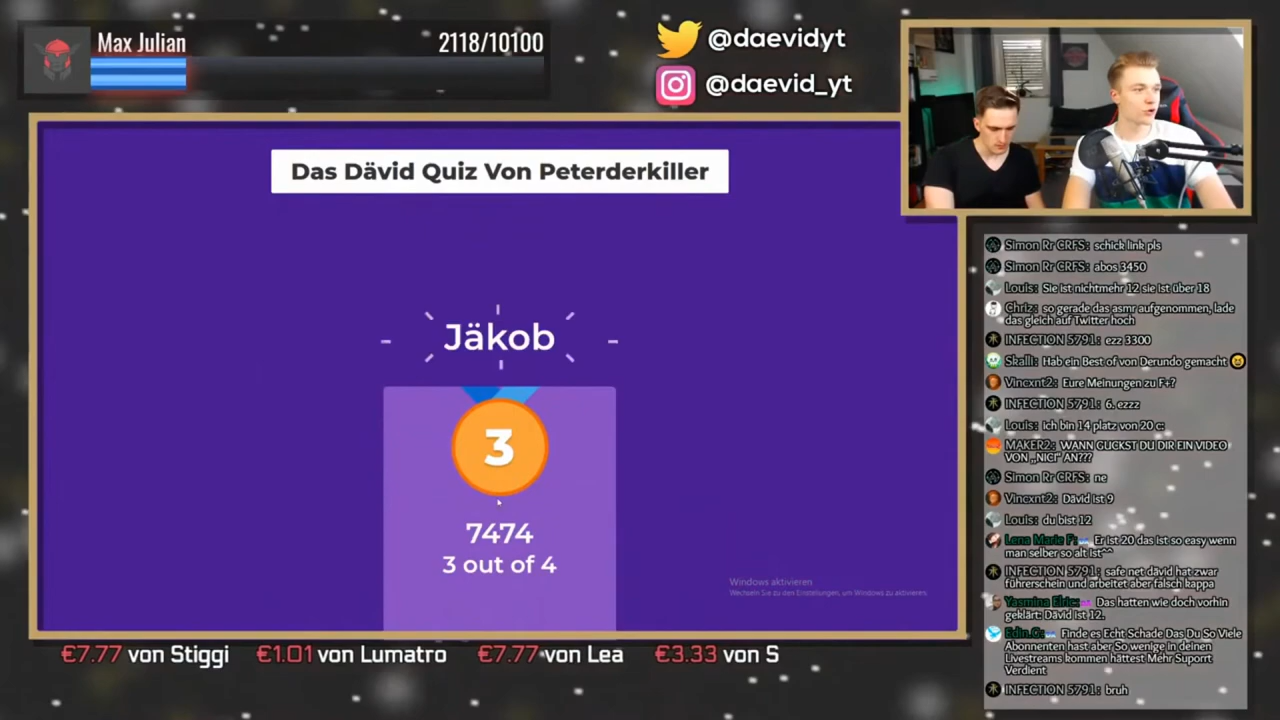 Max Julian
2118/10100
@daevidyt
@daevid_yt
Das Dävid Quiz Von Peterderkiller
Jäkob
3
7474
3 out of 4
Windows aktivieren
Wechseln Sie zu den Einstellungen, um Windows zu aktivieren.
Simon Rr CRFS: schick link pls
Simon Rr CRFS: abos 3450
Louis: Sie ist nichtmehr 12 sie ist über 18
Chriz: so gerade das asmr aufgenommen, lade
das gleich auf Twitter hoch
INFECTION 5791: ezz 3300
Skalli: Hab ein Best of von Derundo gemacht
Vincxnt2: Eure Meinungen zu F+?
INFECTION 5791: 6. ezzz
Louis: ich bin 14 platz von 20 c:
MAKER2: WANN GUCKST DU DIR EIN VIDEO
VON „NICI" AN???
Simon Rr CRFS: ne
Vincxnt2: Dävid ist 9
Louis: du bist 12
Lena Marie F: Er ist 20 das ist so easy wenn
man selber so alt ist^^
INFECTION 5791: safe net dävid hat zwar
führerschein und arbeitet aber falsch kappa
Yasmina Elric: Das hatten wie doch vorhin
geklärt: Dävid ist 12.
Edin.C: Finde es Echt Schade Das Du So Viele
Abonnenten hast aber So wenige in deinen
Livestreams kommen hättest Mehr Suporrt
Verdient
INFECTION 5791: bruh
€7.77 von Stiggi €1.01 von Lumatro €7.77 von Lea €3.33 von S